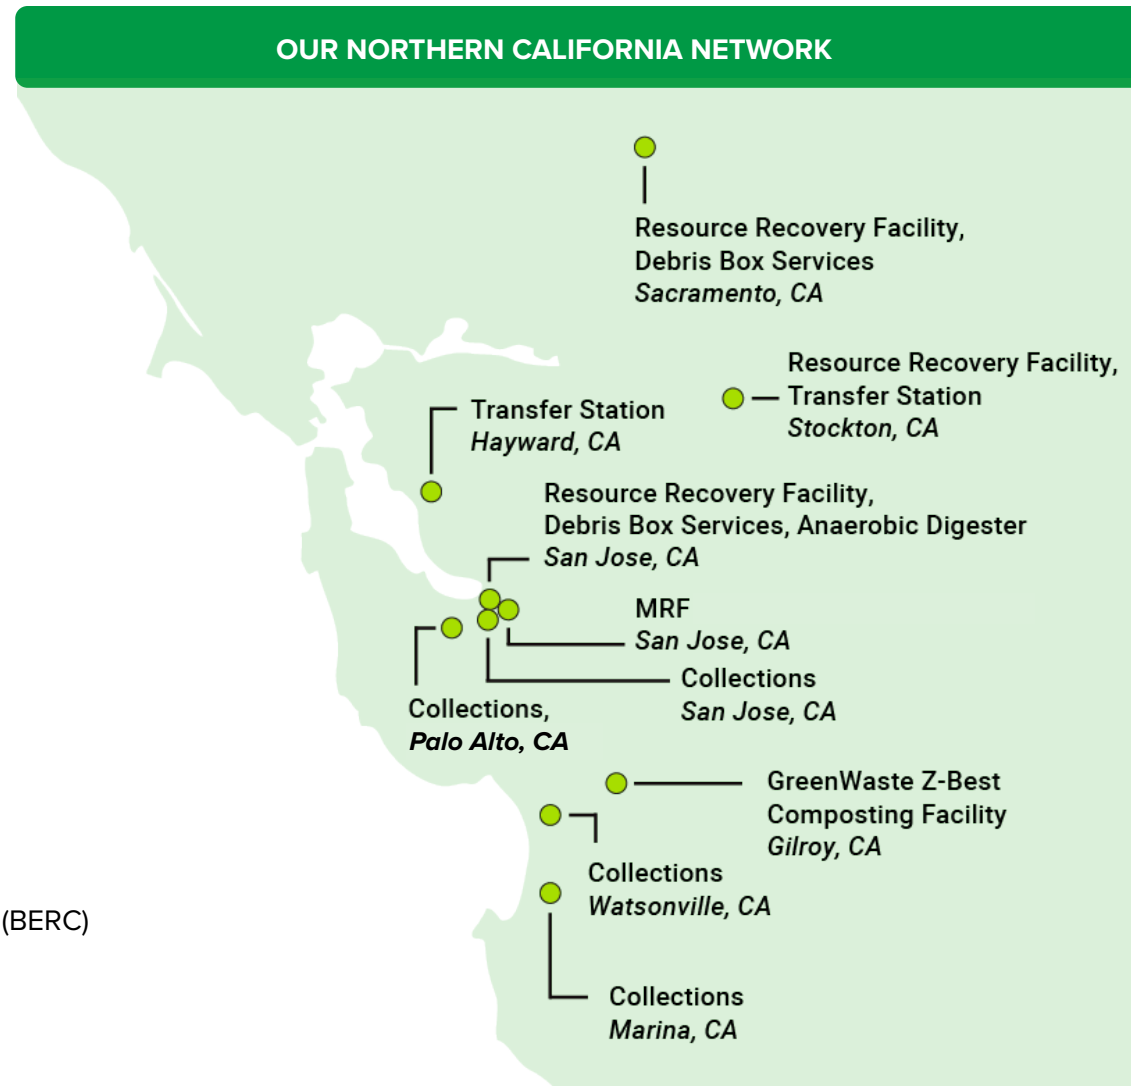 OUR NORTHERN CALIFORNIA NETWORK
Resource Recovery Facility,
Debris Box Services
Sacramento, CA
Resource Recovery Facility,
Transfer Station
Stockton, CA
Transfer Station
Hayward, CA
Resource Recovery Facility,
Debris Box Services, Anaerobic Digester
San Jose, CA
MRF
San Jose, CA
Collections
San Jose, CA
Collections,
Palo Alto, CA
GreenWaste Z-Best
Composting Facility
Gilroy, CA
Collections
Watsonville, CA
(BERC)
Collections
Marina, CA